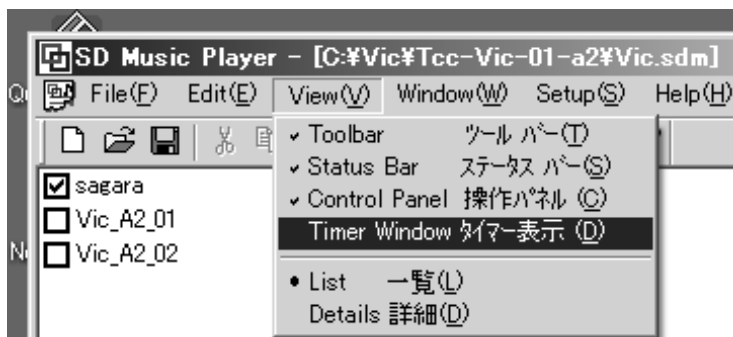 SD Music Player - [C:¥Vic¥Tcc-Vic-01-a2¥Vic.sdm]
File(F) Edit(E) View(V) Window(W) Setup(S) Help(H)
Toolbar ツール バー(T)
Status Bar ステータス バー(S)
Control Panel 操作パネル (C)
Timer Window タイマー表示 (D)
List 一覧(L)
Details 詳細(D)
sagara
Vic_A2_01
Vic_A2_02